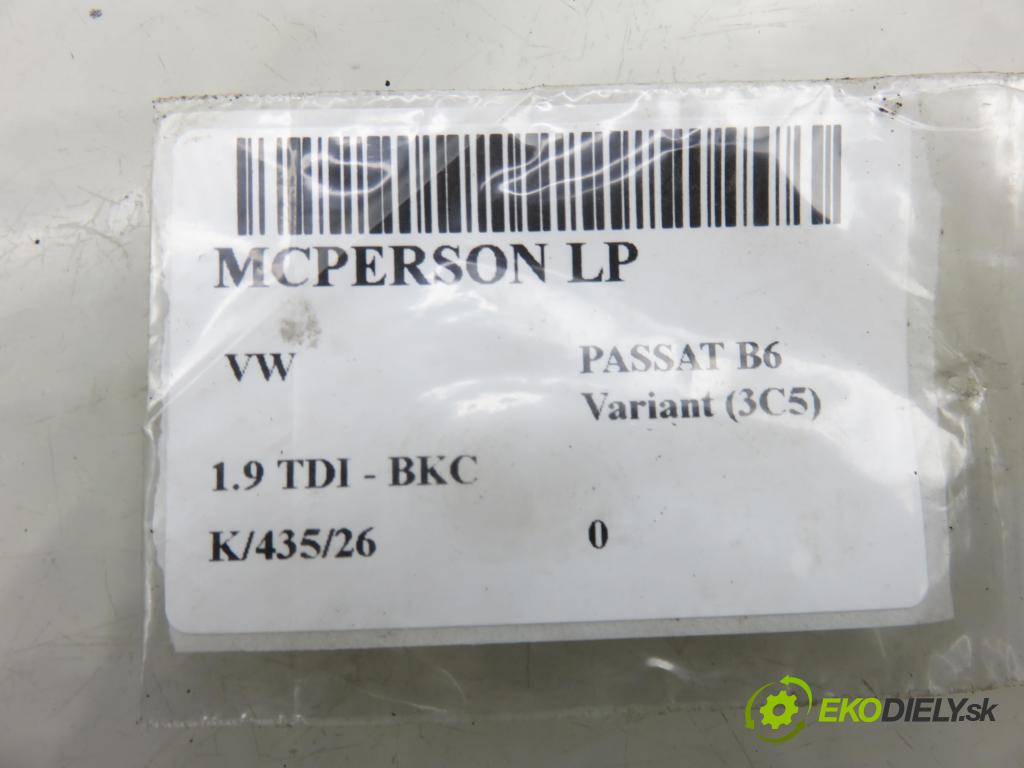 MCPERSON LP
VW
PASSAT B6
Variant (3C5)
1.9 TDI - BKC
K/435/26
0
EKODIELY.sk